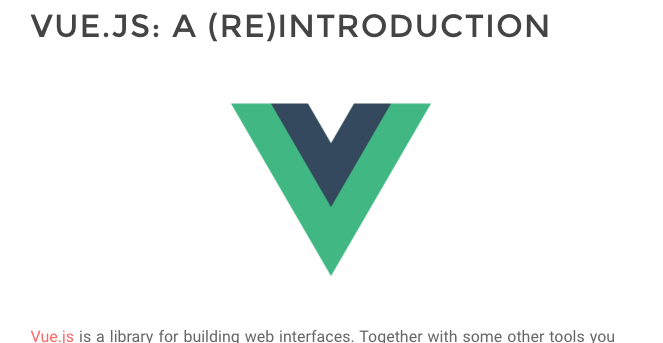 VUE.JS: A (RE)INTRODUCTION
Vue.js is a library for building web interfaces. Together with some other tools you